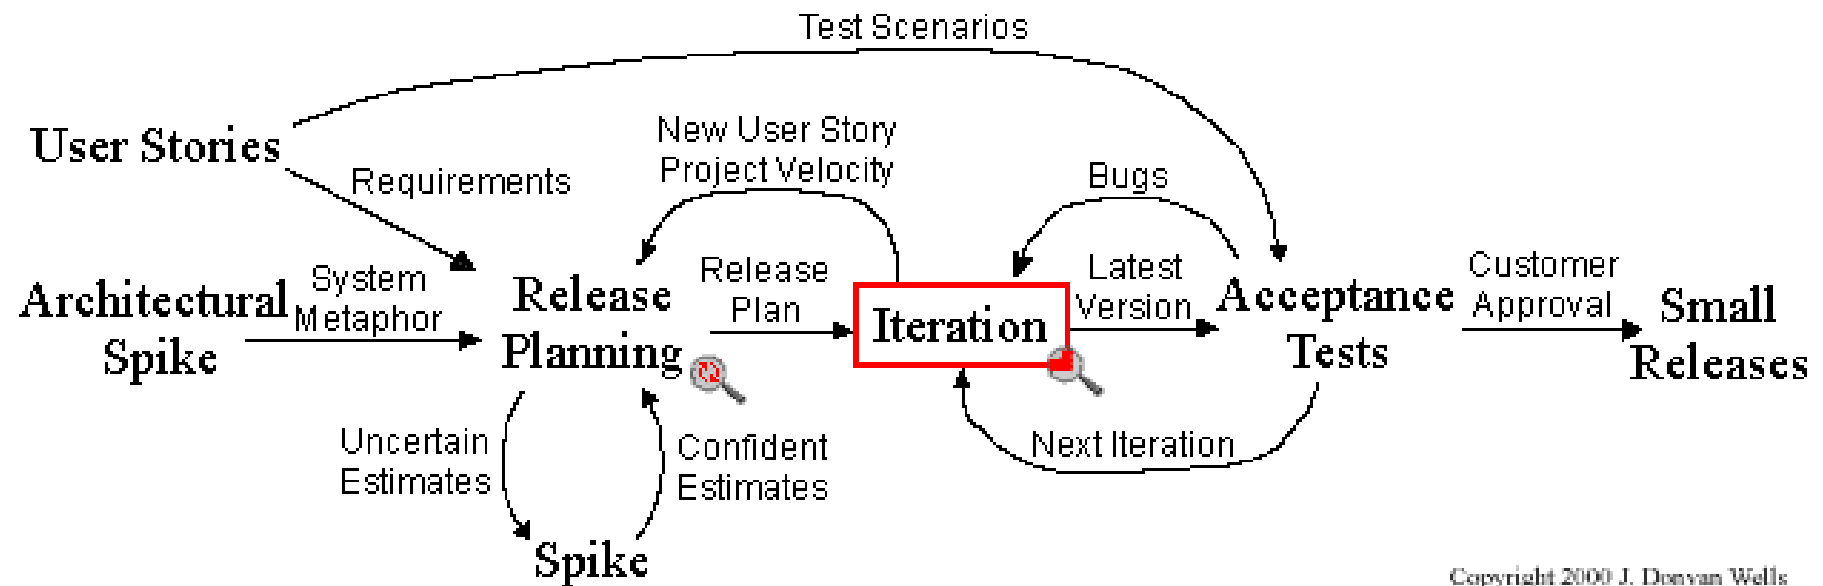 Test Scenarios
User Stories
Requirements
New User Story
Project Velocity
Bugs
Architectural
Spike
System
Metaphor
Release
Planning
Release
Plan
Iteration
Latest
Version
Acceptance
Tests
Customer
Approval
Small
Releases
Uncertain
Estimates
Confident
Estimates
Next Iteration
Spike
Copyright 2000 J. Donvan Wells